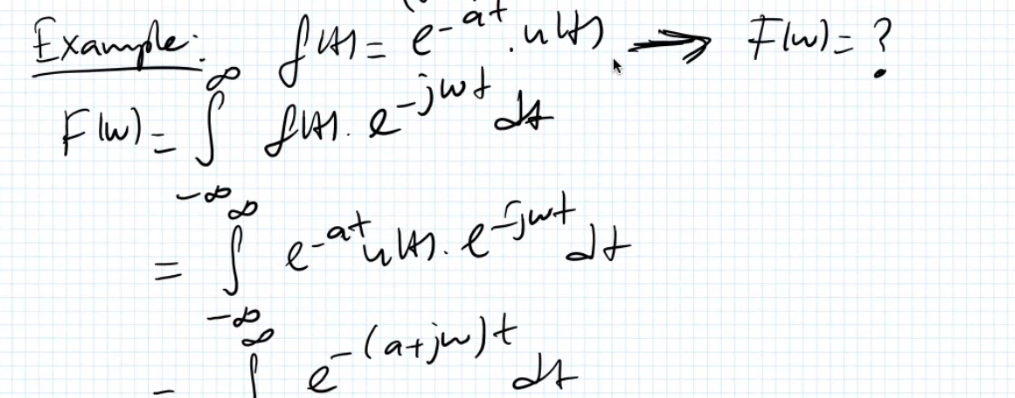 Example: f(t) = e^{-at} . u(t) → F(w) = ?
F(w) = ∫_{-∞}^{∞} f(t) . e^{-jwt} dt
= ∫_{-∞}^{∞} e^{-at} u(t) . e^{-jwt} dt
= ∫^{∞} e^{-(a+jw)t} dt